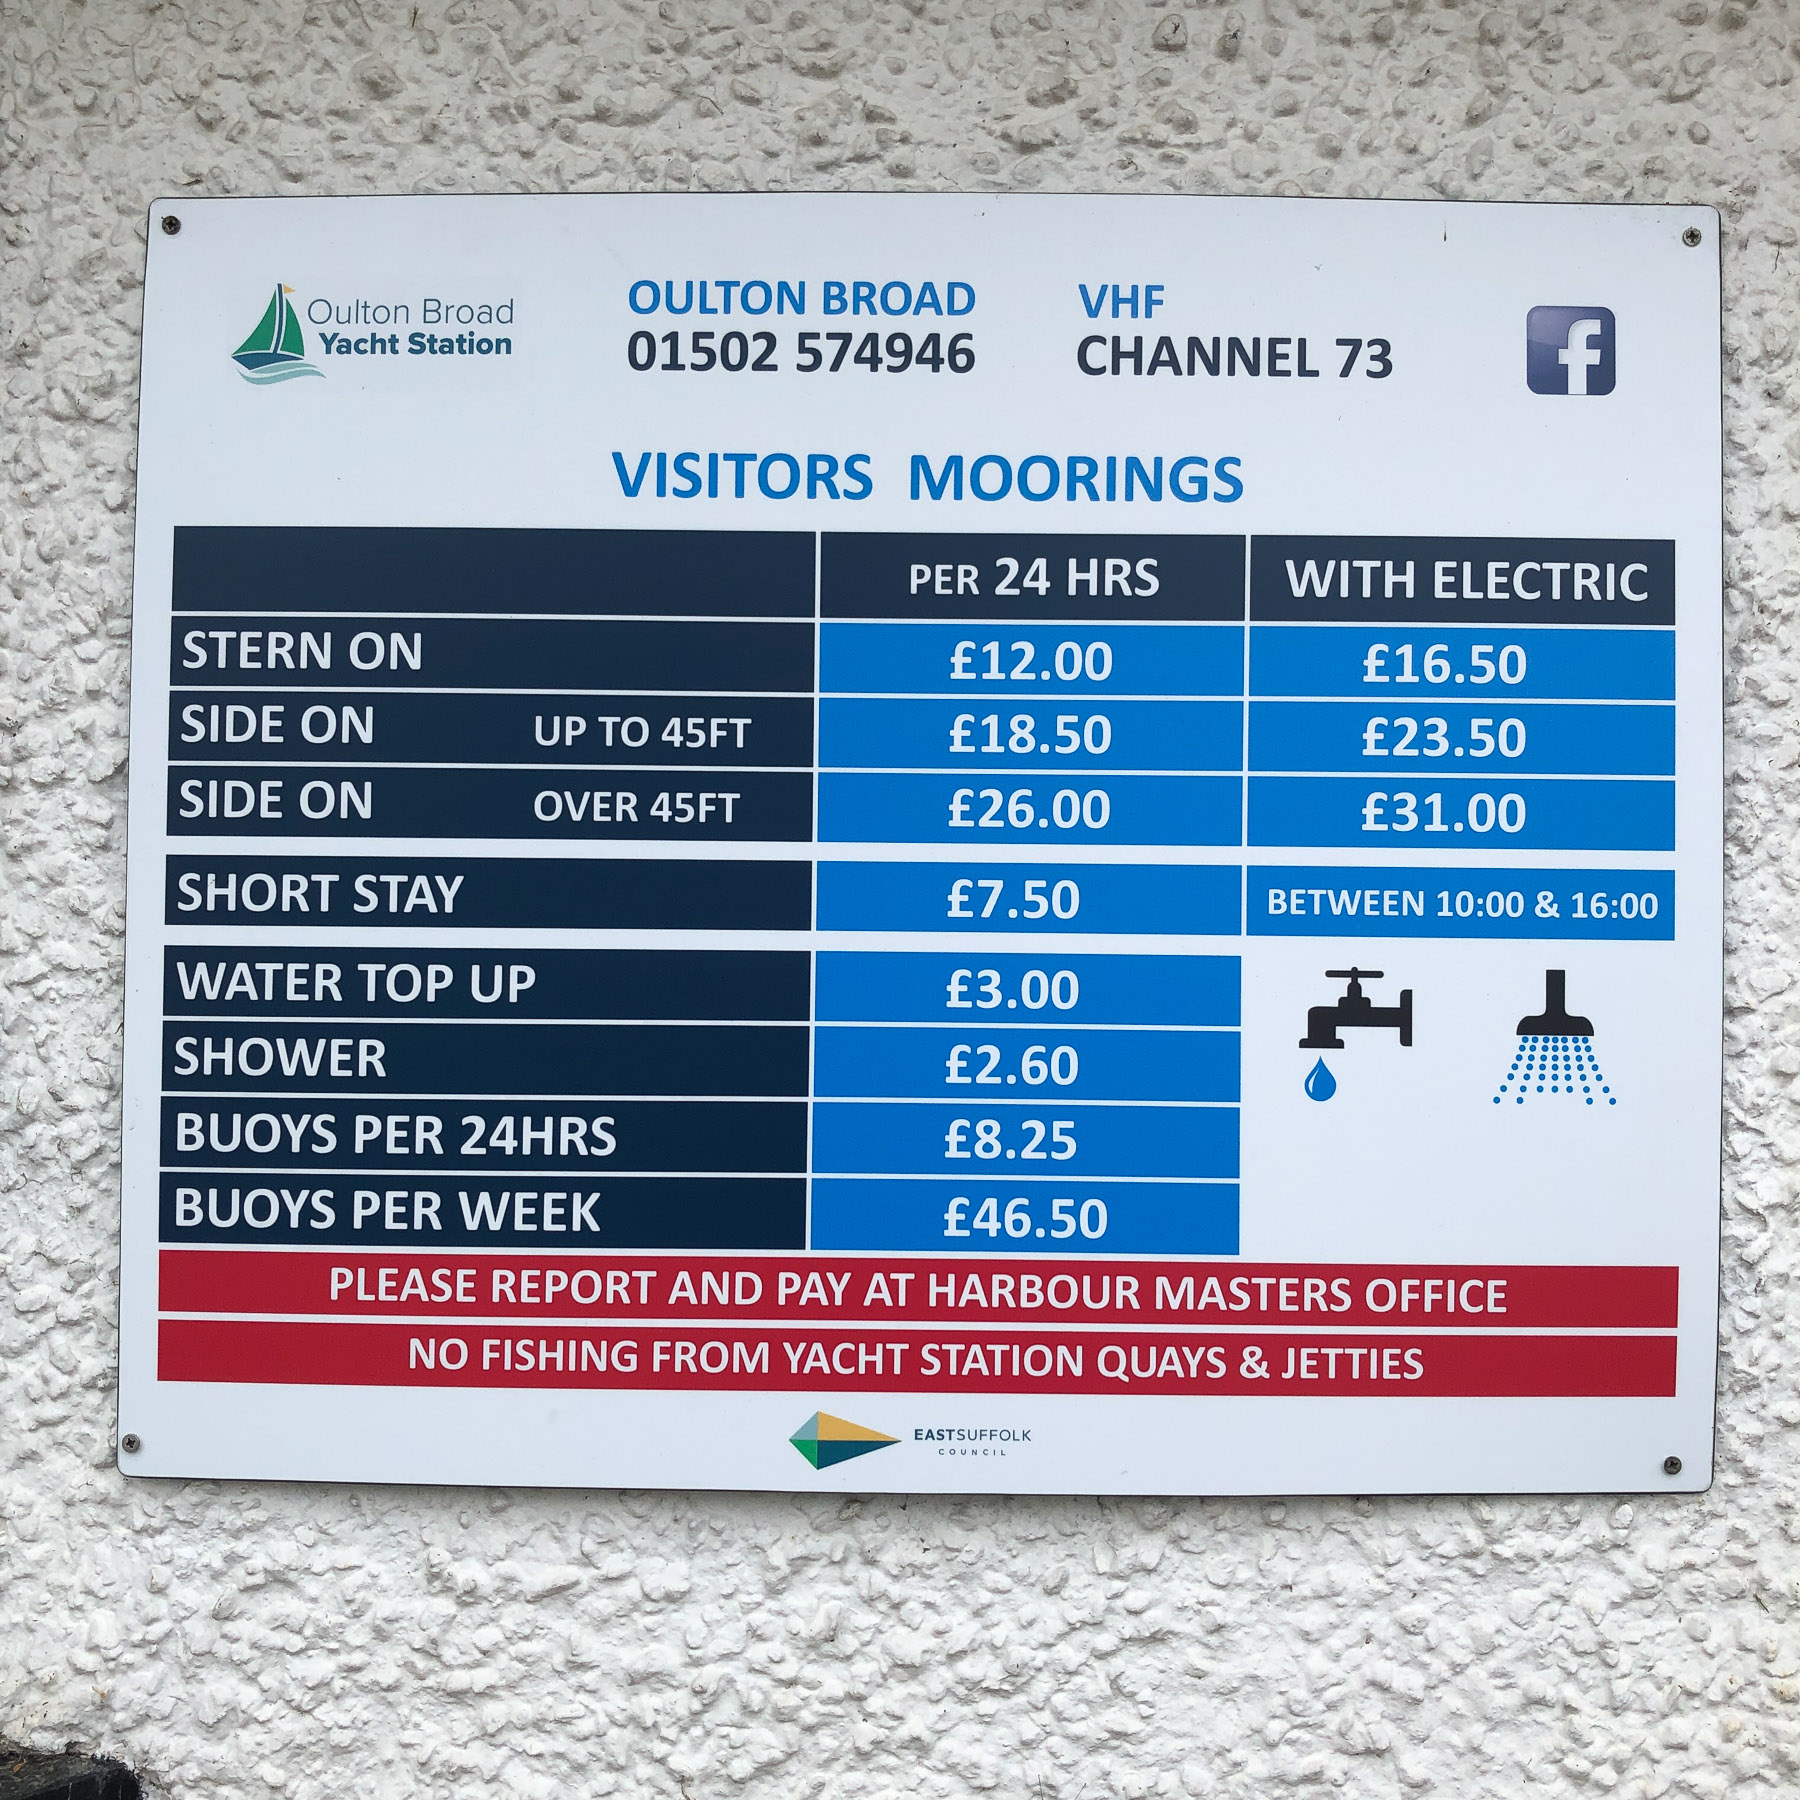 Oulton Broad
Yacht Station
OULTON BROAD
01502 574946
VHF
CHANNEL 73
f
VISITORS MOORINGS
PER 24 HRS WITH ELECTRIC
STERN ON £12.00 £16.50
SIDE ON UP TO 45FT £18.50 £23.50
SIDE ON OVER 45FT £26.00 £31.00
SHORT STAY £7.50 BETWEEN 10:00 & 16:00
WATER TOP UP £3.00
SHOWER £2.60
BUOYS PER 24HRS £8.25
BUOYS PER WEEK £46.50
PLEASE REPORT AND PAY AT HARBOUR MASTERS OFFICE
NO FISHING FROM YACHT STATION QUAYS & JETTIES
EASTSUFFOLK
COUNCIL